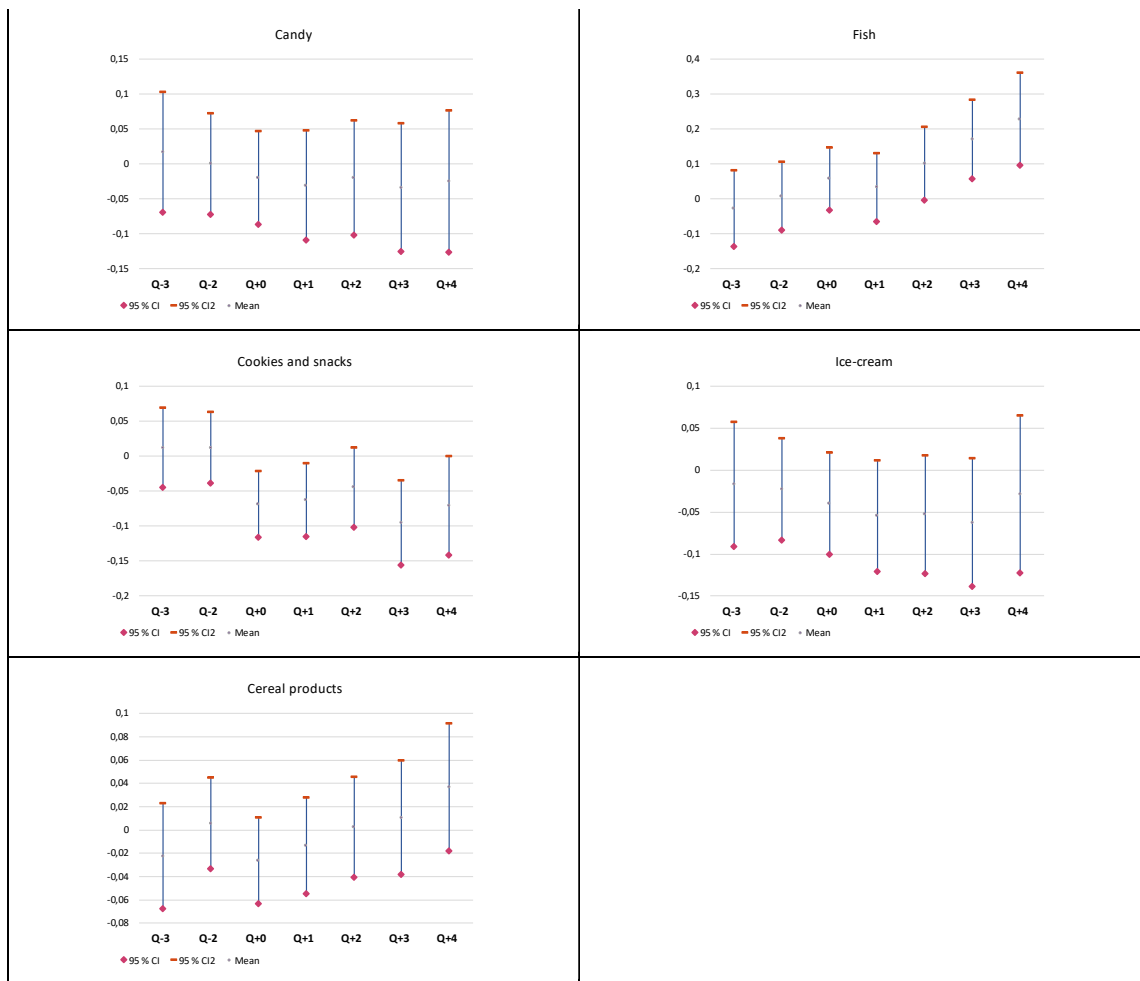 Candy
0,15
0,1
0,05
0
-0,05
-0,1
-0,15
Q-3 Q-2 Q+0 Q+1 Q+2 Q+3 Q+4
95 % CI 95 % CI2 Mean
Fish
0,4
0,3
0,2
0,1
0
-0,1
-0,2
Q-3 Q-2 Q+0 Q+1 Q+2 Q+3 Q+4
95 % CI 95 % CI2 Mean
Cookies and snacks
0,1
0,05
0
-0,05
-0,1
-0,15
-0,2
Q-3 Q-2 Q+0 Q+1 Q+2 Q+3 Q+4
95 % CI 95 % CI2 Mean
Ice-cream
0,1
0,05
0
-0,05
-0,1
-0,15
Q-3 Q-2 Q+0 Q+1 Q+2 Q+3 Q+4
95 % CI 95 % CI2 Mean
Cereal products
0,1
0,08
0,06
0,04
0,02
0
-0,02
-0,04
-0,06
-0,08
Q-3 Q-2 Q+0 Q+1 Q+2 Q+3 Q+4
95 % CI 95 % CI2 Mean